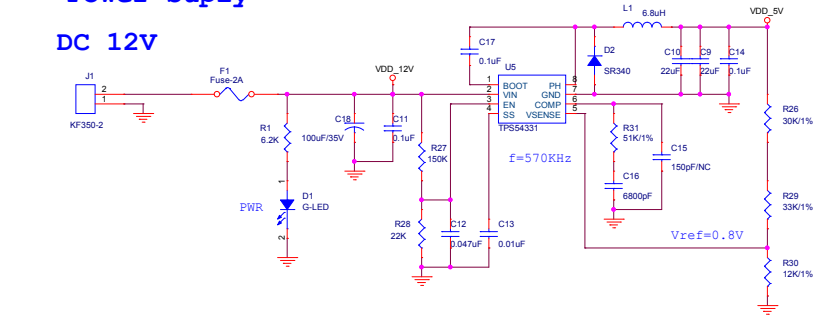 Power Suply
DC 12V
J1
2
1
KF350-2
F1
Fuse-2A
VDD_12V
R1
6.2K
C18
100uF/35V
C11
0.1uF
1
D1
G-LED
PWR
2
R27
150K
R28
22K
C12
0.047uF
C13
0.01uF
C17
0.1uF
U5
1
2
3
4
BOOT
VIN
EN
SS
PH
GND
COMP
VSENSE
8
7
6
5
TPS54331
f=570KHz
D2
SR340
L1
6.8uH
C10
22uF
C9
22uF
C14
0.1uF
VDD_5V
R31
51K/1%
C15
150pF/NC
C16
6800pF
Vref=0.8V
R26
30K/1%
R29
33K/1%
R30
12K/1%